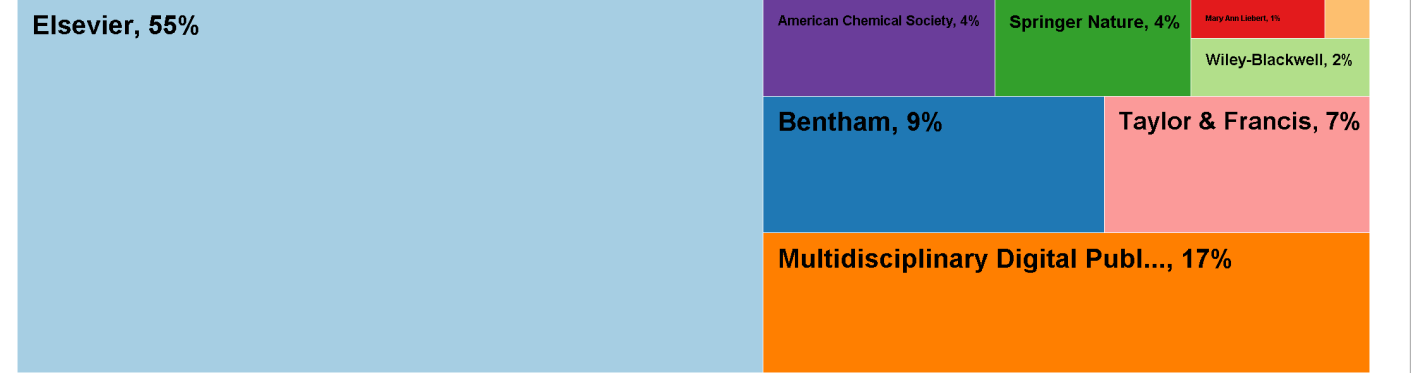 Elsevier, 55%
American Chemical Society, 4%
Springer Nature, 4%
Mary Ann Liebert, 1%
Wiley-Blackwell, 2%
Bentham, 9%
Taylor & Francis, 7%
Multidisciplinary Digital Publ..., 17%